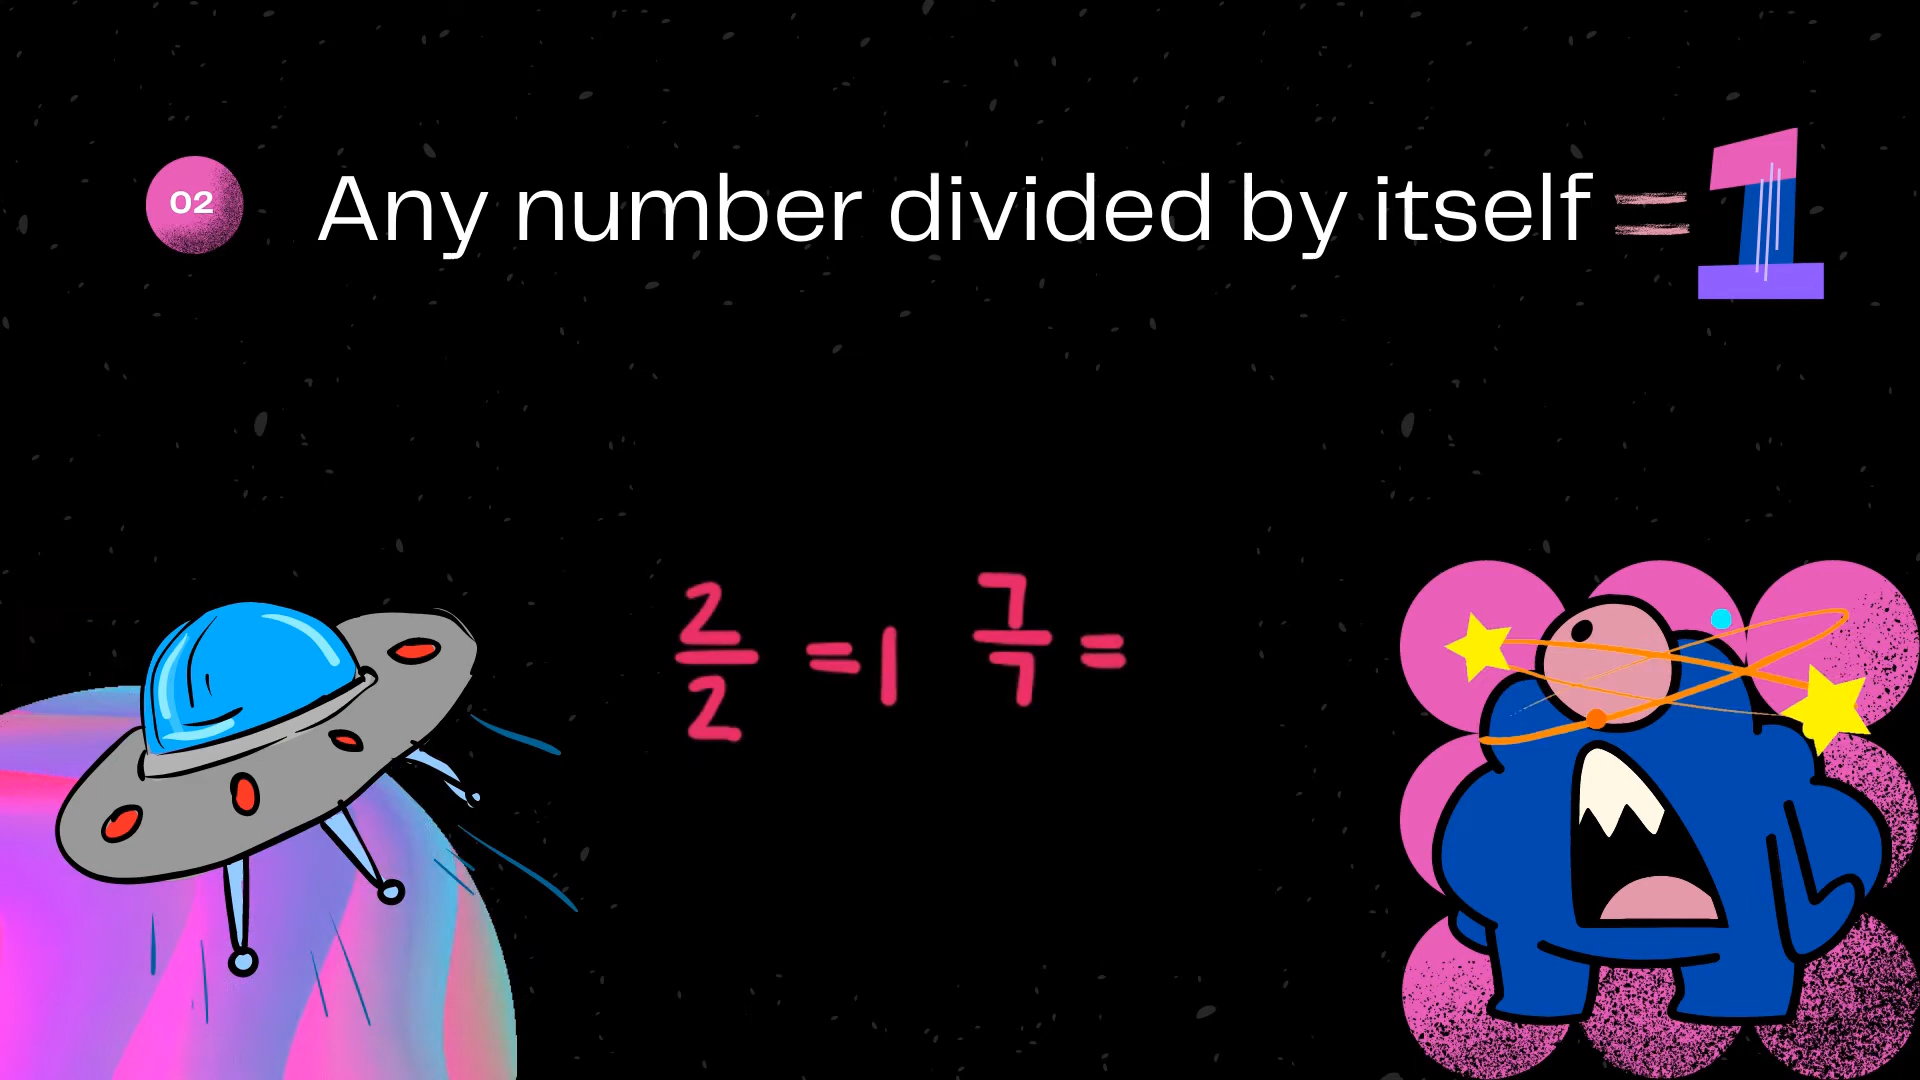 02
Any number divided by itself = 1
2/2 = 1 7/7 =